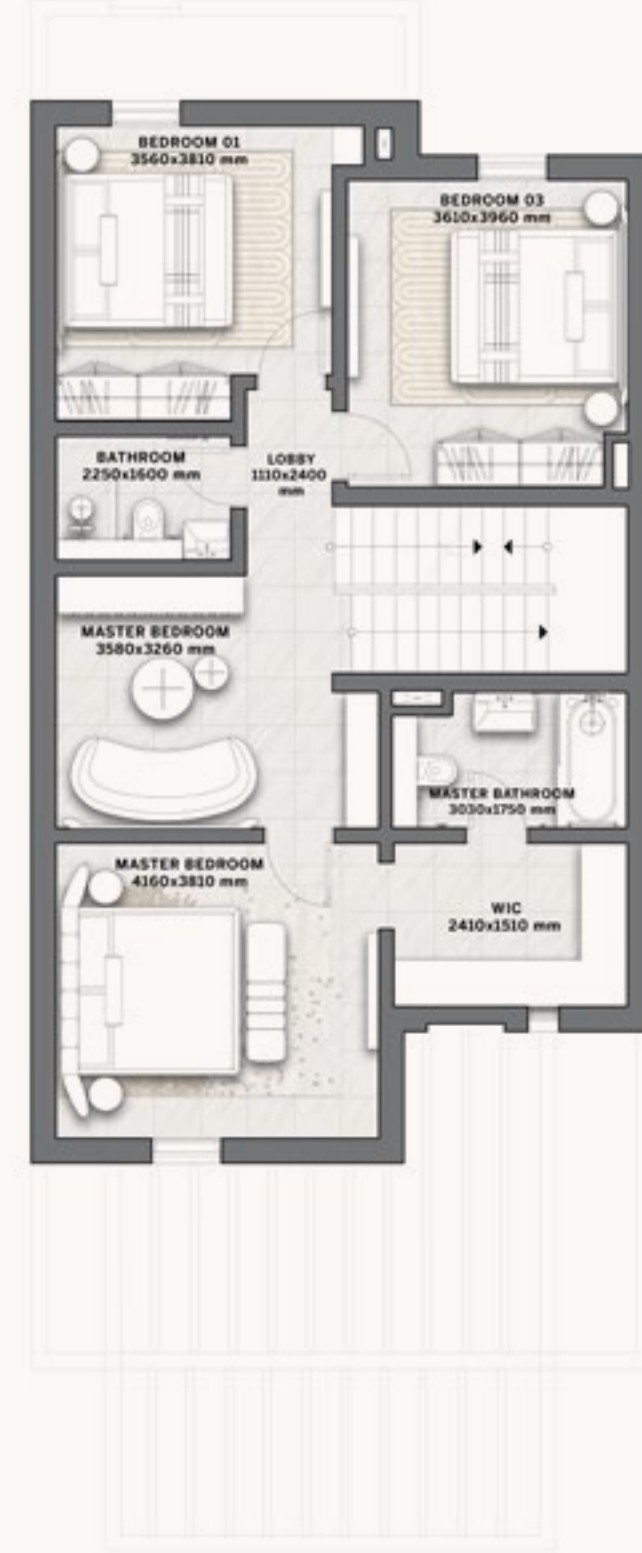 BEDROOM 01
3560x3810 mm
BEDROOM 03
3610x3960 mm
BATHROOM
2250x1600 mm
LOBBY
1110x2400
mm
MASTER BEDROOM
3580x3260 mm
MASTER BATHROOM
3030x1750 mm
MASTER BEDROOM
4160x3810 mm
WIC
2410x1510 mm